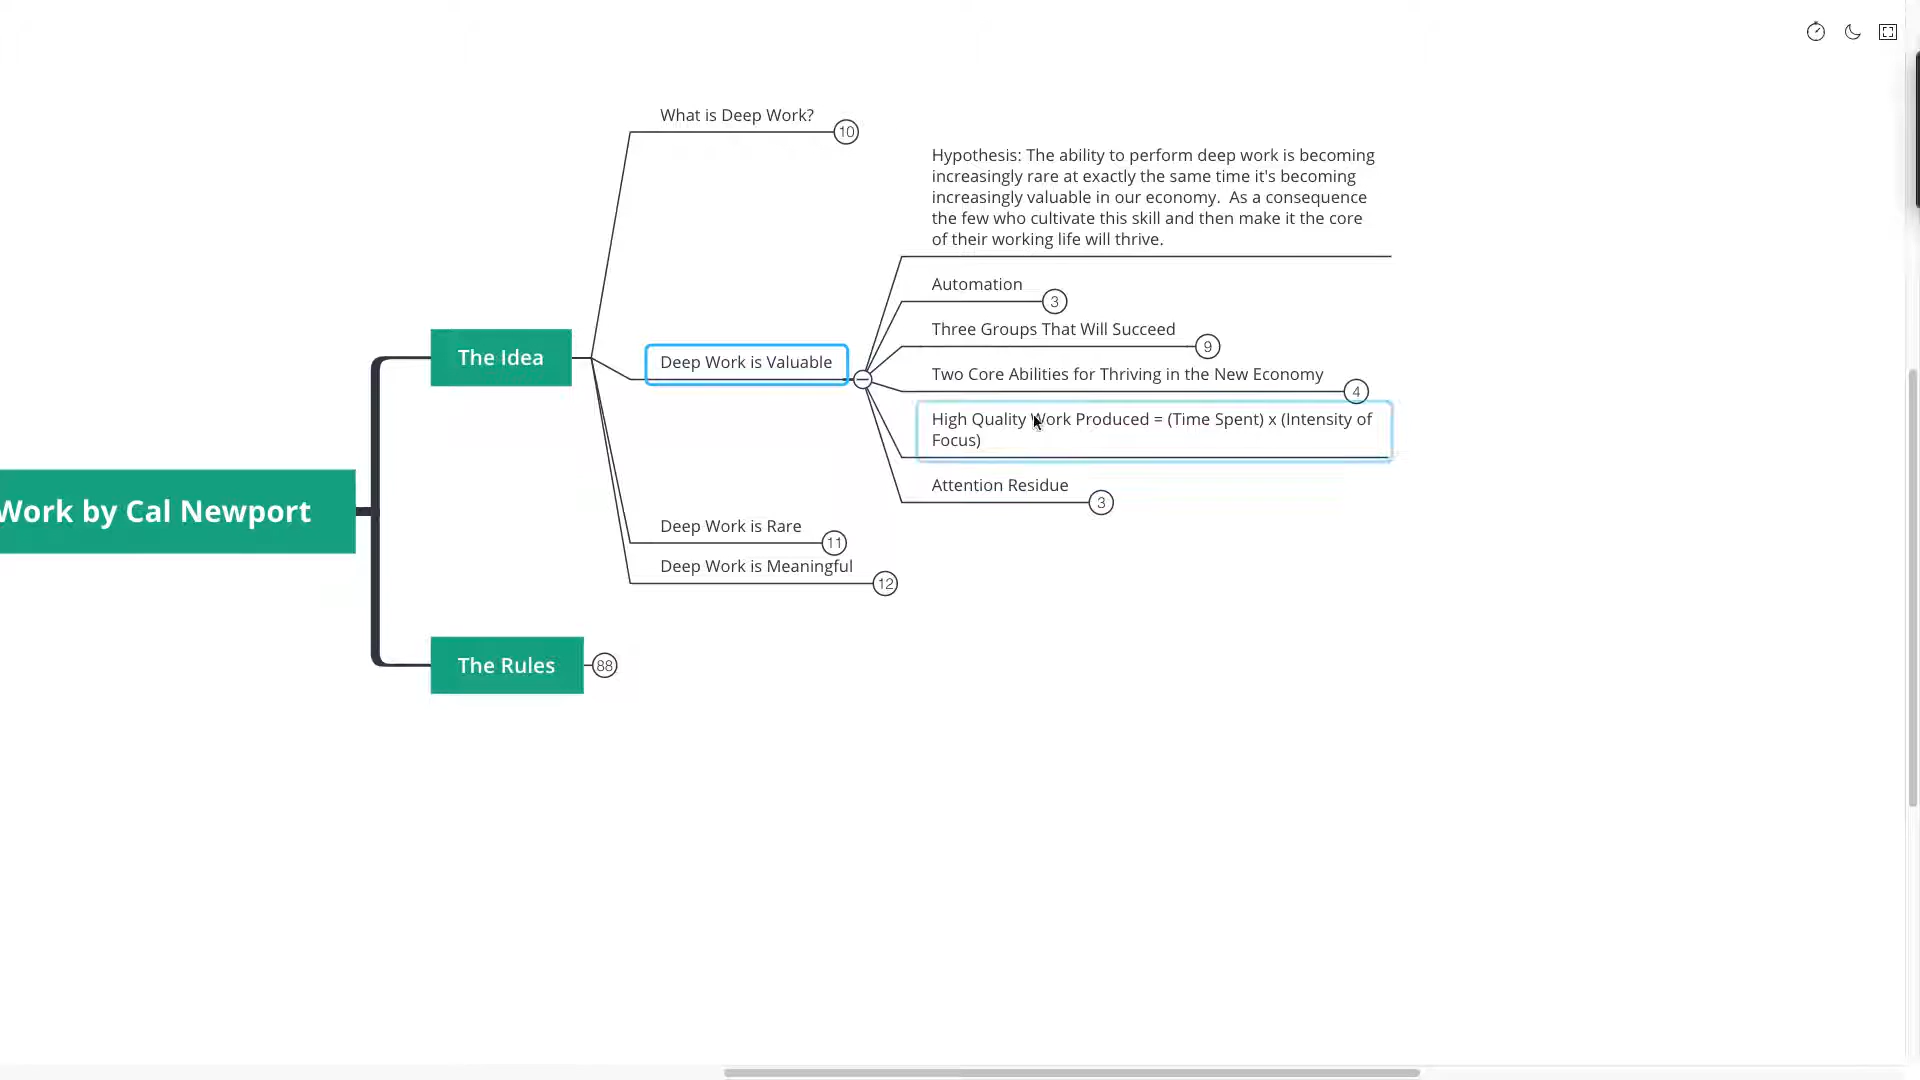 What is Deep Work?
10
Hypothesis: The ability to perform deep work is becoming
increasingly rare at exactly the same time it's becoming
increasingly valuable in our economy.  As a consequence
the few who cultivate this skill and then make it the core
of their working life will thrive.
Automation
3
Three Groups That Will Succeed
9
The Idea
Deep Work is Valuable
Two Core Abilities for Thriving in the New Economy
4
High Quality Work Produced = (Time Spent) x (Intensity of
Focus)
Attention Residue
3
Work by Cal Newport
Deep Work is Rare
11
Deep Work is Meaningful
12
The Rules
88